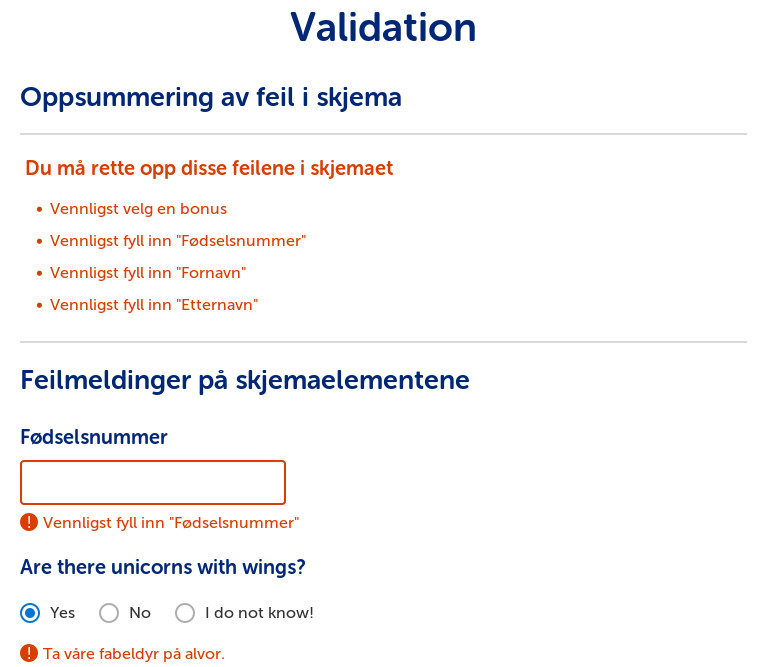 Validation
Oppsummering av feil i skjema
Du må rette opp disse feilene i skjemaet
• Vennligst velg en bonus
• Vennligst fyll inn "Fødselsnummer"
• Vennligst fyll inn "Fornavn"
• Vennligst fyll inn "Etternavn"
Feilmeldinger på skjemaelementene
Fødselsnummer
Vennligst fyll inn "Fødselsnummer"
Are there unicorns with wings?
Yes No I do not know!
Ta våre fabeldyr på alvor.